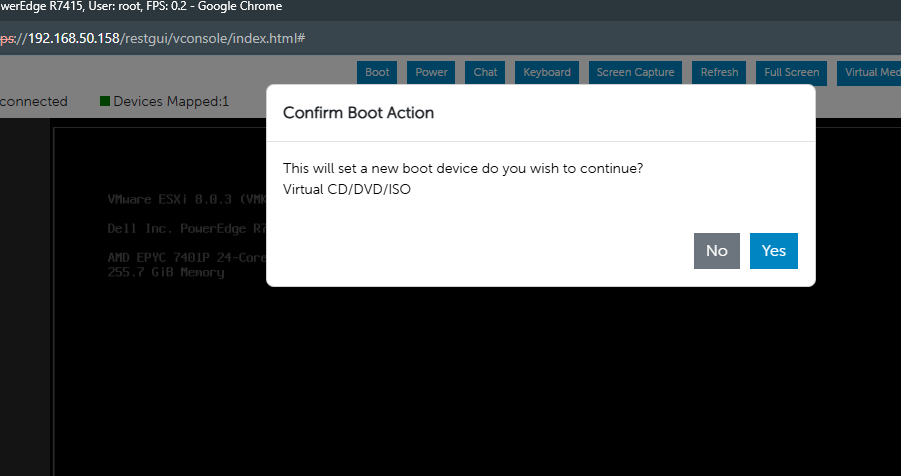 werEdge R7415, User: root, FPS: 0.2 - Google Chrome
ps://192.168.50.158/restgui/vconsole/index.html#
Boot Power Chat Keyboard Screen Capture Refresh Full Screen Virtual Med
connected Devices Mapped:1
Confirm Boot Action
This will set a new boot device do you wish to continue?
Virtual CD/DVD/ISO
No Yes
VMware ESXi 8.0.3 (VMK
Dell Inc. PowerEdge R7
AMD EPYC 7401P 24-Core
255.7 GiB Memory